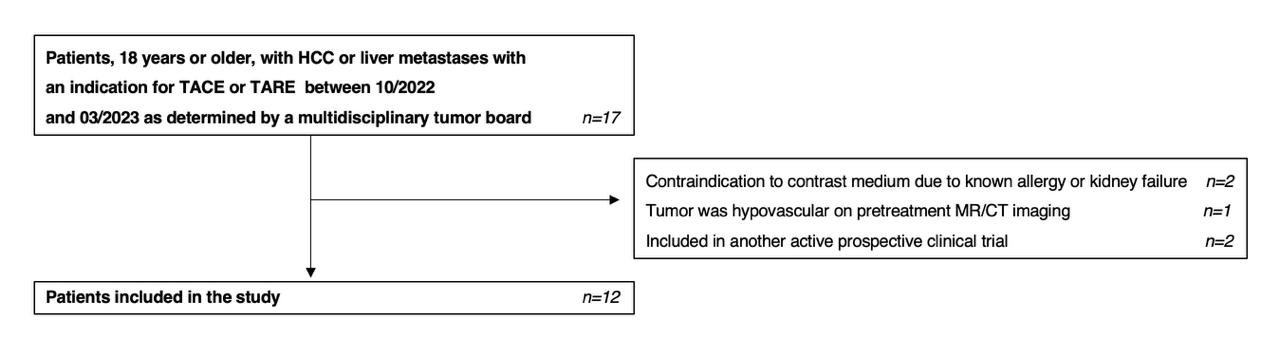 Patients, 18 years or older, with HCC or liver metastases with
an indication for TACE or TARE between 10/2022
and 03/2023 as determined by a multidisciplinary tumor board n=17
Contraindication to contrast medium due to known allergy or kidney failure n=2
Tumor was hypovascular on pretreatment MR/CT imaging n=1
Included in another active prospective clinical trial n=2
Patients included in the study n=12